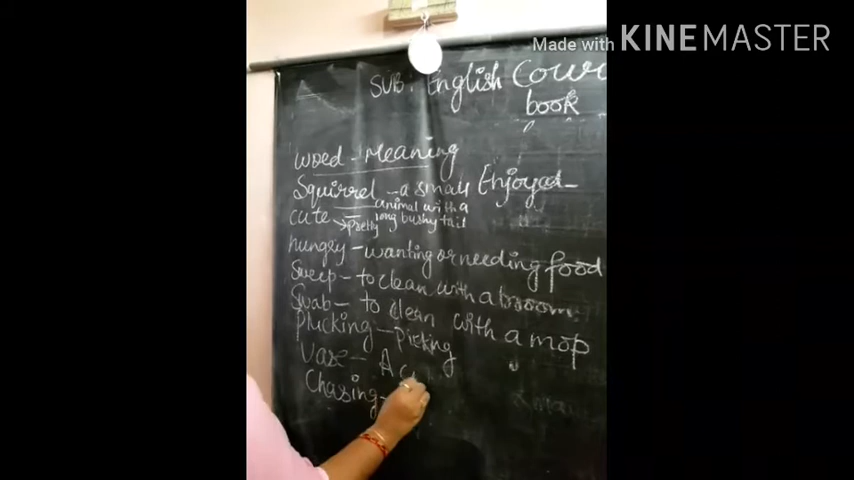 Made with KINEMASTER
SUB: English Cour
book
Word - Meaning
Squirrel - a small Enjoyed -
animal with a
cute → pretty long bushy tail
hungry - wanting or needing food
Sweep - to clean with a broom
Swab - to clean with a mop
Plucking - Picking
Vase - A
Chasing -